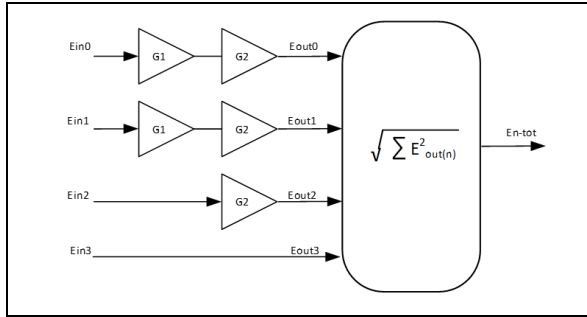 Ein0 G1 G2 Eout0
Ein1 G1 G2 Eout1
√ ∑ E²out(n)
En-tot
Ein2 G2 Eout2
Ein3 Eout3